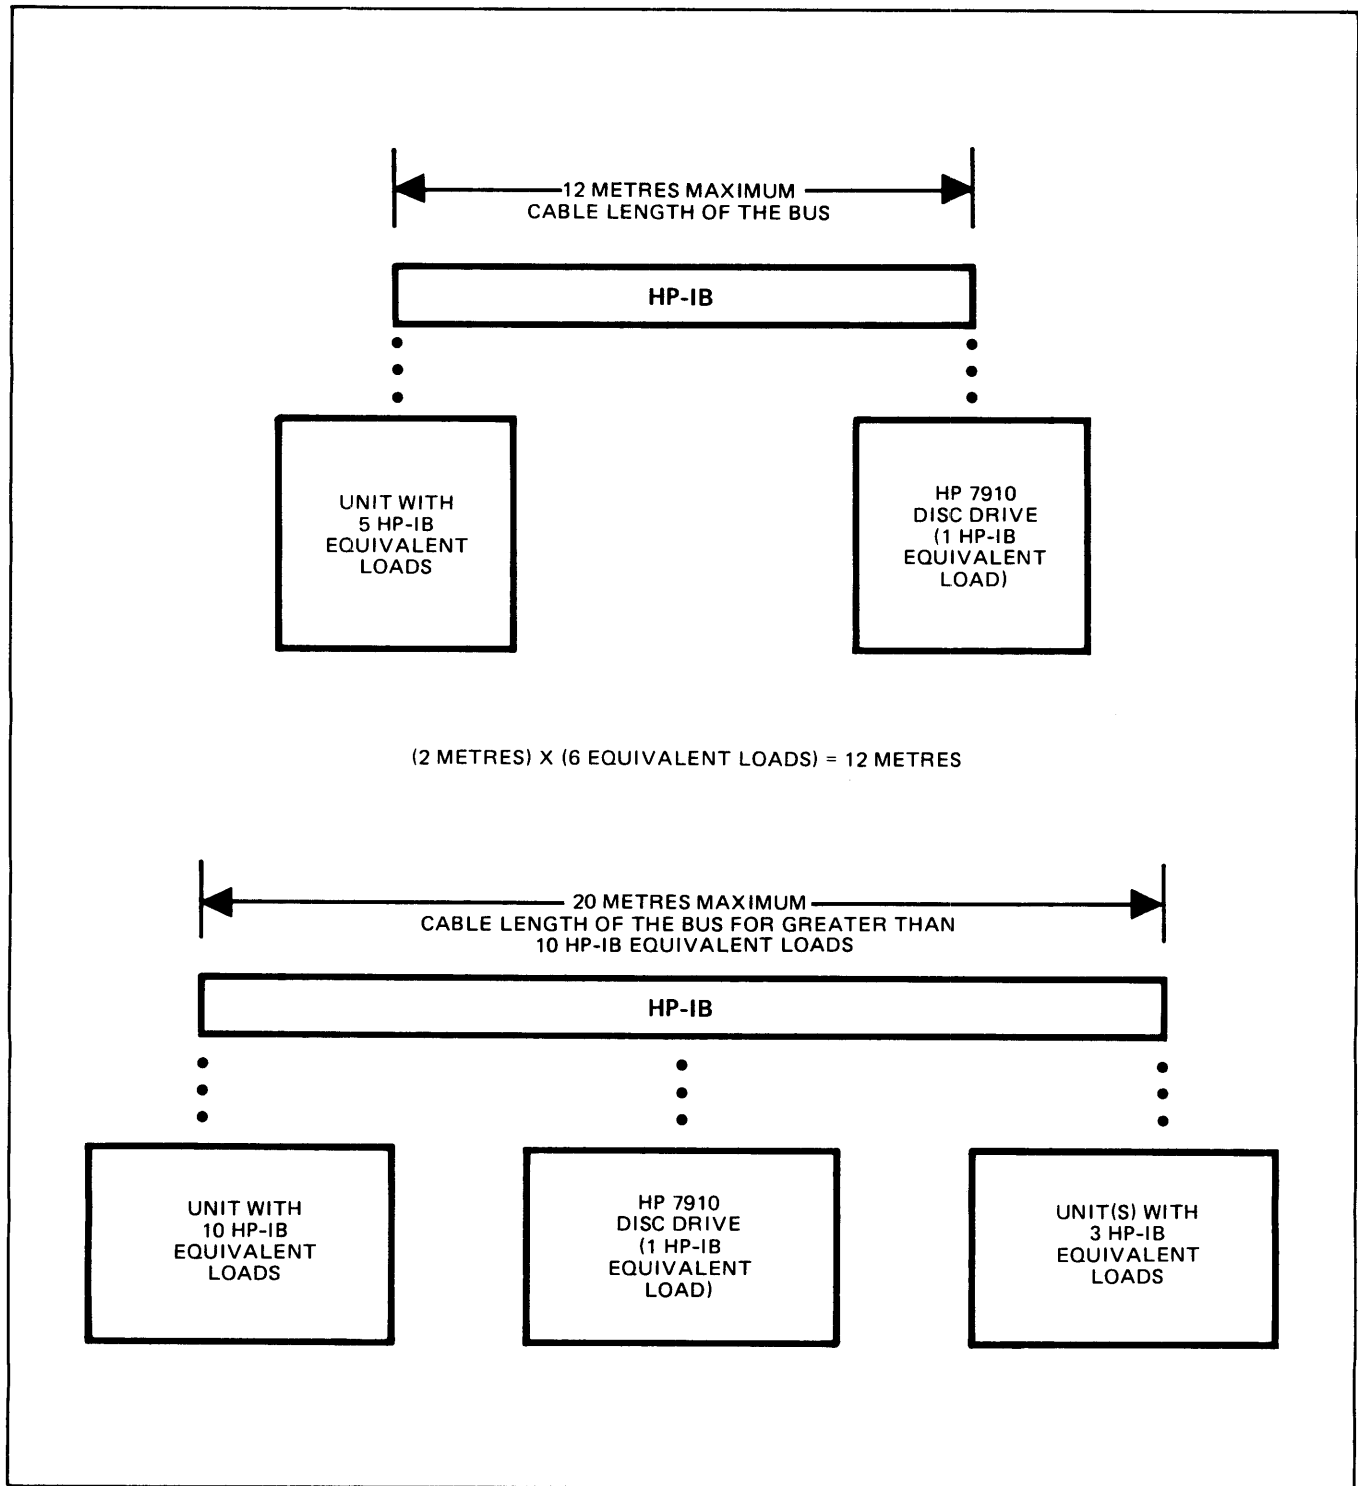 12 METRES MAXIMUM
CABLE LENGTH OF THE BUS
HP-IB
UNIT WITH
5 HP-IB
EQUIVALENT
LOADS
HP 7910
DISC DRIVE
(1 HP-IB
EQUIVALENT
LOAD)
(2 METRES) X (6 EQUIVALENT LOADS) = 12 METRES
20 METRES MAXIMUM
CABLE LENGTH OF THE BUS FOR GREATER THAN
10 HP-IB EQUIVALENT LOADS
HP-IB
UNIT WITH
10 HP-IB
EQUIVALENT
LOADS
HP 7910
DISC DRIVE
(1 HP-IB
EQUIVALENT
LOAD)
UNIT(S) WITH
3 HP-IB
EQUIVALENT
LOADS